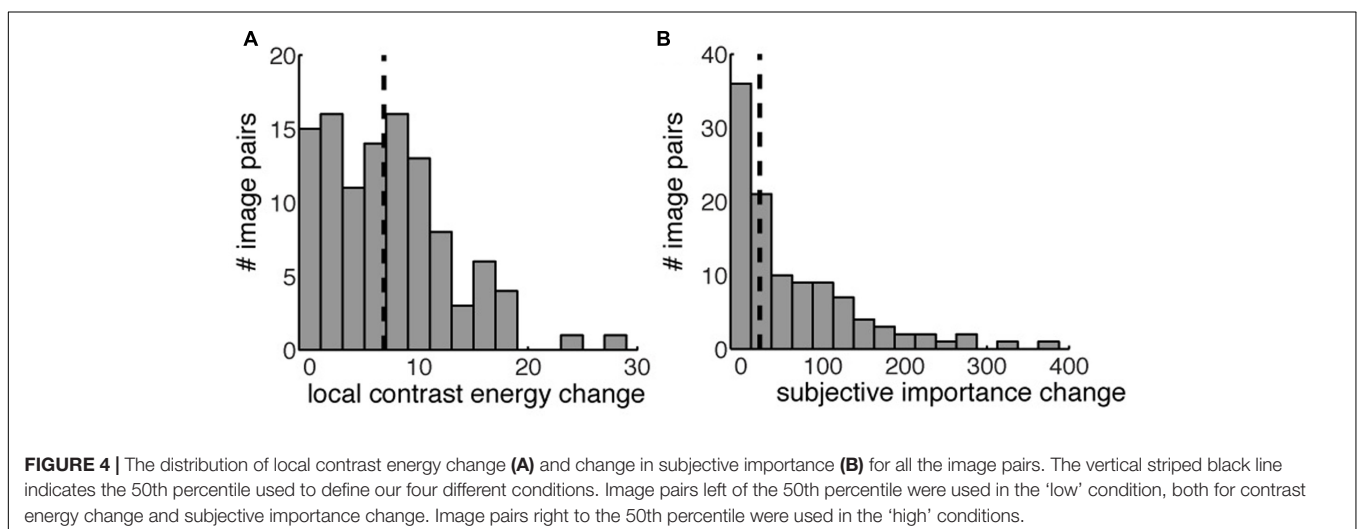 A
20
15
10
5
0
# image pairs
0 10 20 30
local contrast energy change
B
40
30
20
10
0
# image pairs
0 100 200 300 400
subjective importance change
FIGURE 4 | The distribution of local contrast energy change (A) and change in subjective importance (B) for all the image pairs. The vertical striped black line
indicates the 50th percentile used to define our four different conditions. Image pairs left of the 50th percentile were used in the ‘low’ condition, both for contrast
energy change and subjective importance change. Image pairs right to the 50th percentile were used in the ‘high’ conditions.